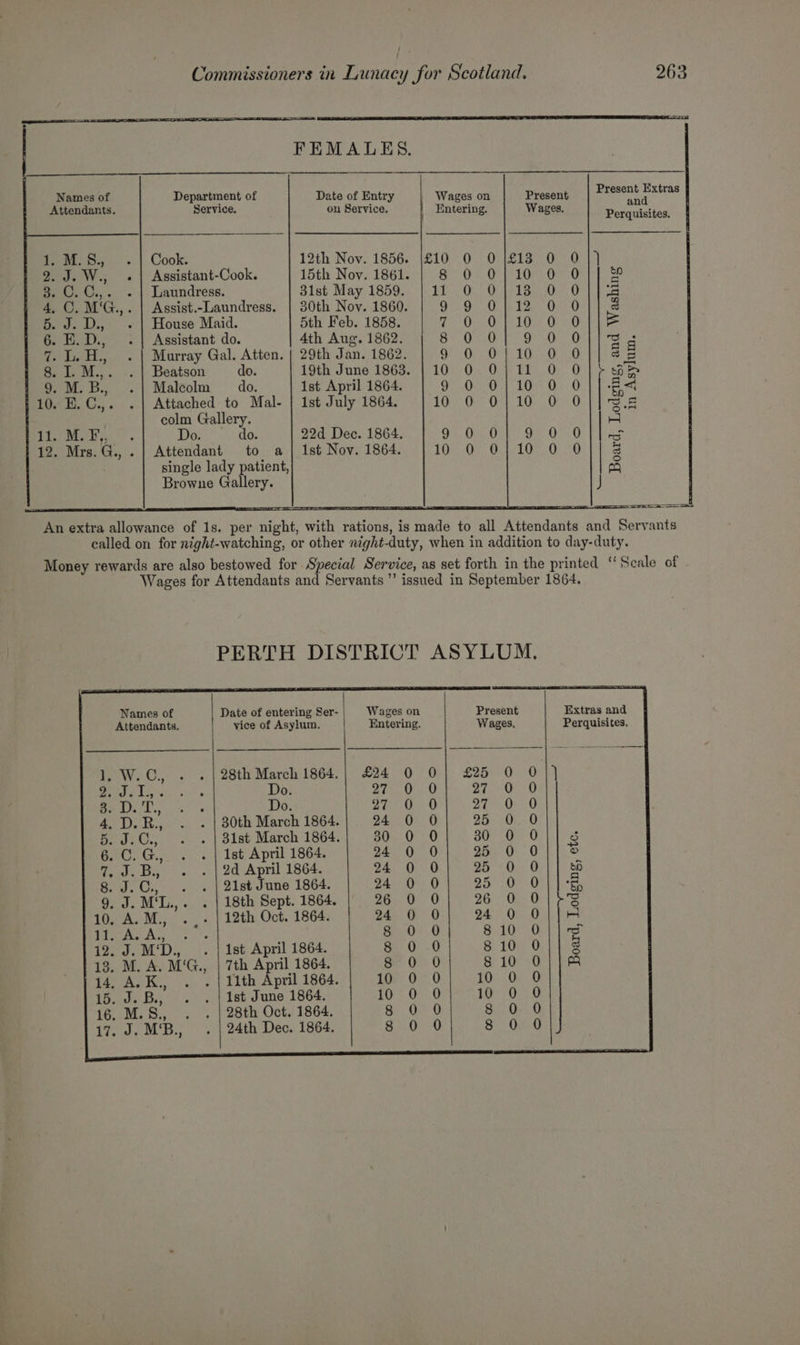 Commissioners in Lunacy for Scotland. 263
FEMALES.
Names of Attendants. Department of Service. Date of Entry on Service. Wages on Entering. Present Wages. Present Extras and Perquisites.
1. M. S., . Cook. 12th Nov. 1856. £10 0 0 £13 0 0
2. J. W., . Assistant-Cook. 15th Nov. 1861. 8 0 0 10 0 0
3. C. C., . . Laundress. 31st May 1859. 11 0 0 13 0 0
4. C. M‘G., . Assist.-Laundress. 30th Nov. 1860. 9 9 0 12 0 0
5. J. D., . House Maid. 5th Feb. 1858. 7 0 0 10 0 0
6. E. D., . Assistant do. 4th Aug. 1862. 8 0 0 9 0 0
7. L. H., . Murray Gal. Atten. 29th Jan. 1862. 9 0 0 10 0 0
8. I. M., . . Beatson do. 19th June 1863. 10 0 0 11 0 0
9. M. B., . Malcolm do. 1st April 1864. 9 0 0 10 0 0
10. E. C., . . Attached to Mal- 1st July 1864. 10 0 0 10 0 0
colm Gallery.
11. M. F., . Do. do. 22d Dec. 1864. 9 0 0 9 0 0
12. Mrs. G., . Attendant to a 1st Nov. 1864. 10 0 0 10 0 0
single lady patient,
Browne Gallery.
Board, Lodging, and Washing
in Asylum.
An extra allowance of 1s. per night, with rations, is made to all Attendants and Servants
called on for night-watching, or other night-duty, when in addition to day-duty.
Money rewards are also bestowed for Special Service, as set forth in the printed “Scale of
Wages for Attendants and Servants” issued in September 1864.
PERTH DISTRICT ASYLUM.
Names of Attendants. Date of entering Service of Asylum. Wages on Entering. Present Wages. Extras and Perquisites.
1. W. C., . . 28th March 1864. £24 0 0 £25 0 0
2. J. I., . . . Do. 27 0 0 27 0 0
3. D. T., . . Do. 27 0 0 27 0 0
4. D. R., . . 30th March 1864. 24 0 0 25 0 0
5. J. C., . . 31st March 1864. 30 0 0 30 0 0
6. C. G., . . 1st April 1864. 24 0 0 25 0 0
7. J. B., . . 2d April 1864. 24 0 0 25 0 0
8. J. C., . . 21st June 1864. 24 0 0 25 0 0
9. J. M‘L., . . 18th Sept. 1864. 26 0 0 26 0 0
10. A. M., . . 12th Oct. 1864. 24 0 0 24 0 0
11. A. A., . . 8 0 0 8 10 0
12. J. M‘D., . 1st April 1864. 8 0 0 8 10 0
13. M. A. M‘G., 7th April 1864. 8 0 0 8 10 0
14. A. K., . . 11th April 1864. 10 0 0 10 0 0
15. J. B., . . 1st June 1864. 10 0 0 10 0 0
16. M. S., . . 28th Oct. 1864. 8 0 0 8 0 0
17. J. M‘B., . 24th Dec. 1864. 8 0 0 8 0 0
Board, Lodging, etc.